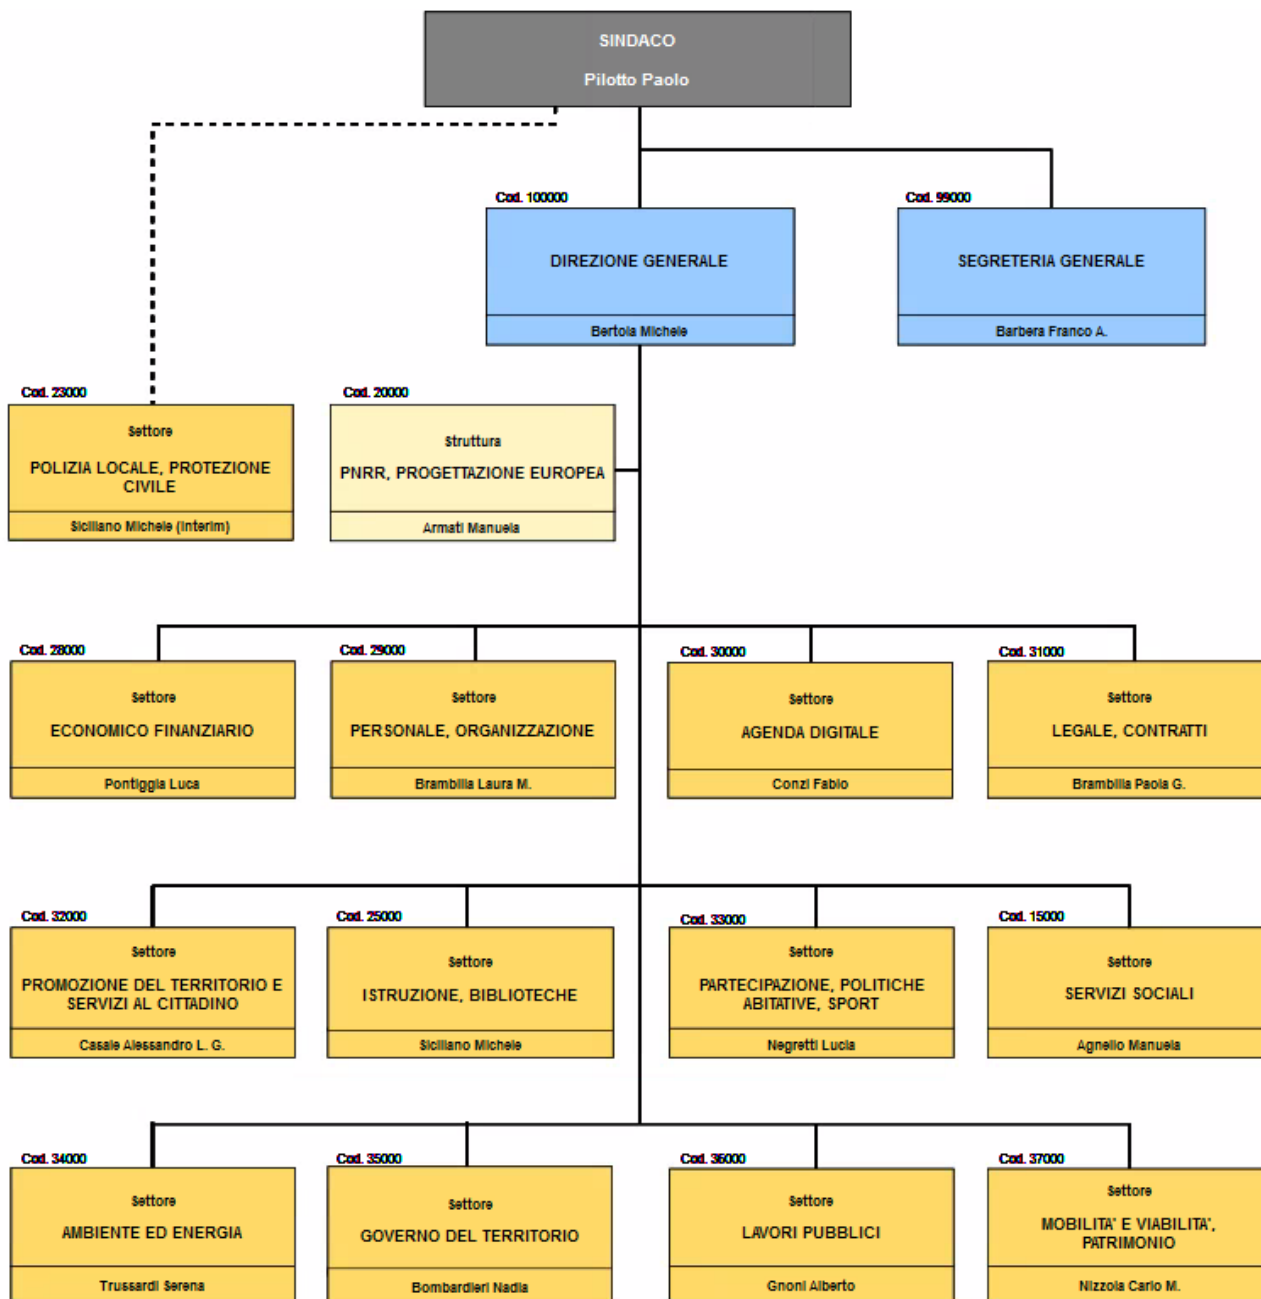 SINDACO
Pilotto Paolo
Cod. 100000
Cod. 99000
DIREZIONE GENERALE
SEGRETERIA GENERALE
Bertola Michele
Barbera Franco A.
Cod. 23000
Cod. 20000
Settore
POLIZIA LOCALE, PROTEZIONE
CIVILE
Siciliano Michele (Interim)
Struttura
PNRR, PROGETTAZIONE EUROPEA
Armati Manuela
Cod. 28000
Cod. 29000
Cod. 30000
Cod. 31000
Settore
ECONOMICO FINANZIARIO
Pontiggia Luca
Settore
PERSONALE, ORGANIZZAZIONE
Brambilla Laura M.
Settore
AGENDA DIGITALE
Conzi Fabio
Settore
LEGALE, CONTRATTI
Brambilla Paola G.
Cod. 32000
Cod. 25000
Cod. 33000
Cod. 15000
Settore
PROMOZIONE DEL TERRITORIO E
SERVIZI AL CITTADINO
Casale Alessandro L. G.
Settore
ISTRUZIONE, BIBLIOTECHE
Siciliano Michele
Settore
PARTECIPAZIONE, POLITICHE
ABITATIVE, SPORT
Negretti Lucia
Settore
SERVIZI SOCIALI
Agnello Manuela
Cod. 34000
Cod. 35000
Cod. 36000
Cod. 37000
Settore
AMBIENTE ED ENERGIA
Trussardi Serena
Settore
GOVERNO DEL TERRITORIO
Bombardieri Nadia
Settore
LAVORI PUBBLICI
Gnoni Alberto
Settore
MOBILITA' E VIABILITA',
PATRIMONIO
Nizzola Carlo M.